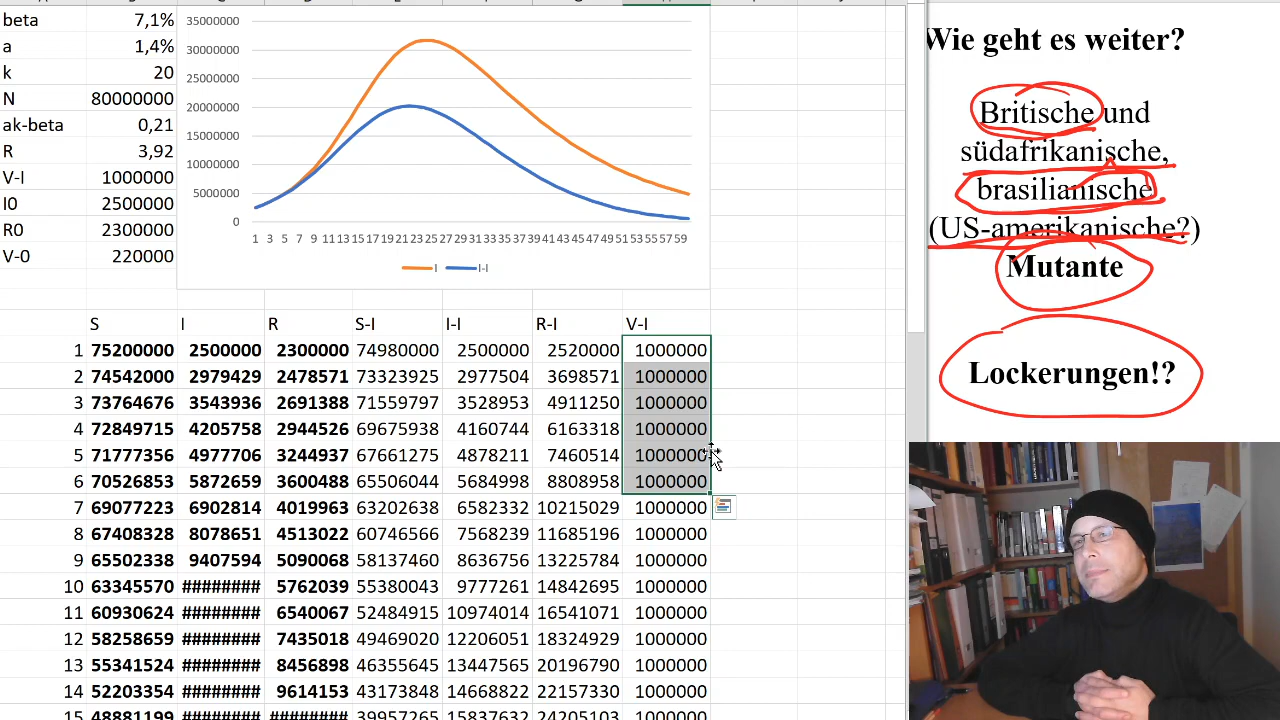 beta 7,1%
a 1,4%
k 20
N 80000000
ak-beta 0,21
R 3,92
V-I 1000000
I0 2500000
R0 2300000
V-0 220000
35000000
30000000
25000000
20000000
15000000
10000000
5000000
0
1 3 5 7 9 11 13 15 17 19 21 23 25 27 29 31 33 35 37 39 41 43 45 47 49 51 53 55 57 59
I I-I
S I R S-I I-I R-I V-I
1 75200000 2500000 2300000 74980000 2500000 2520000 1000000
2 74542000 2979429 2478571 73323925 2977504 3698571 1000000
3 73764676 3543936 2691388 71559797 3528953 4911250 1000000
4 72849715 4205758 2944526 69675938 4160744 6163318 1000000
5 71777356 4977706 3244937 67661275 4878211 7460514 1000000
6 70526853 5872659 3600488 65506044 5684998 8808958 1000000
7 69077223 6902814 4019963 63202638 6582332 10215029 1000000
8 67408328 8078651 4513022 60746566 7568239 11685196 1000000
9 65502338 9407594 5090068 58137460 8636756 13225784 1000000
10 63345570 ######## 5762039 55380043 9777261 14842695 1000000
11 60930624 ######## 6540067 52484915 10974014 16541071 1000000
12 58258659 ######## 7435018 49469020 12206051 18324929 1000000
13 55341524 ######## 8456898 46355645 13447565 20196790 1000000
14 52203354 ######## 9614153 43173848 14668822 22157330 1000000
15 48881199 ######## ######## 39957265 15837632 24205103 1000000
Wie geht es weiter?
Britische und
südafrikanische,
brasilianische
(US-amerikanische?)
Mutante
Lockerungen!?